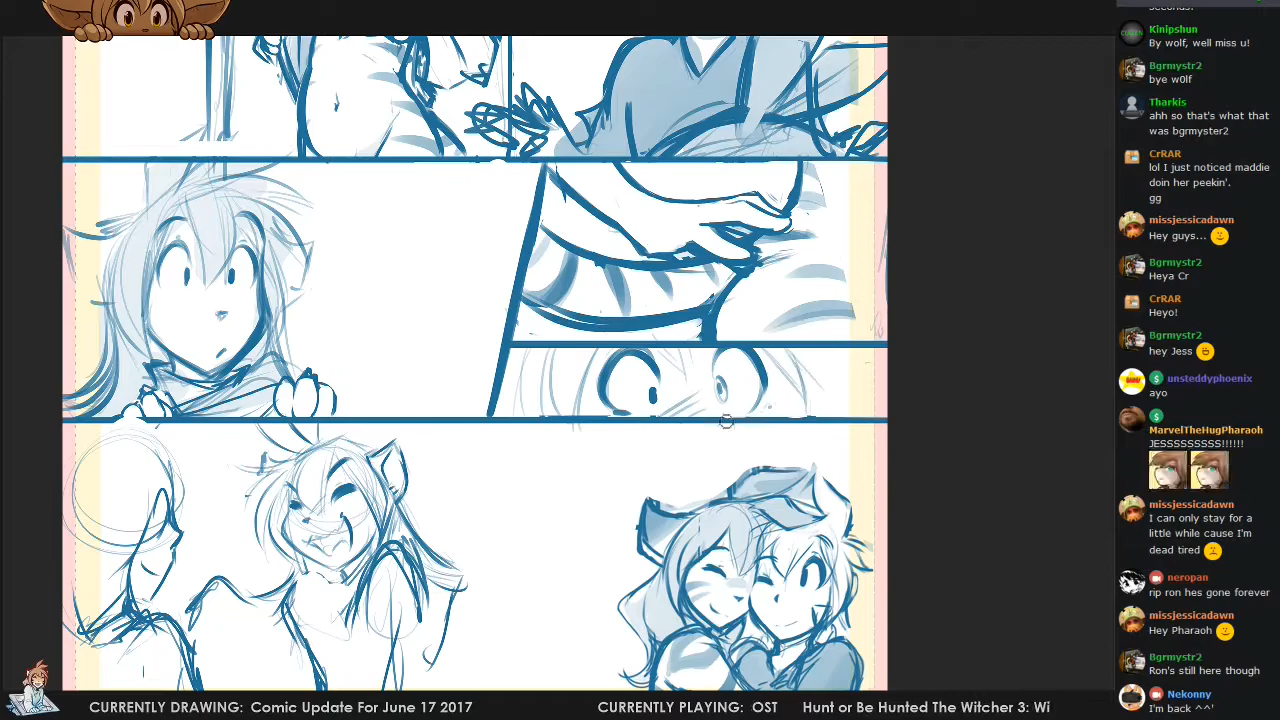 seconds!
Kinipshun
By wolf, well miss u!
Bgrmystr2
bye w0lf
Tharkis
ahh so that's what that
was bgrmyster2
CrRAR
lol I just noticed maddie
doin her peekin'.
gg
missjessicadawn
Hey guys...
Bgrmystr2
Heya Cr
CrRAR
Heyo!
Bgrmystr2
hey Jess
unsteddyphoenix
ayo
MarvelTheHugPharaoh
JESSSSSSSSS!!!!!!
missjessicadawn
I can only stay for a
little while cause I'm
dead tired
neropan
rip ron hes gone forever
missjessicadawn
Hey Pharaoh
Bgrmystr2
Ron's still here though
Nekonny
I'm back ^^'
CURRENTLY DRAWING: Comic Update For June 17 2017
CURRENTLY PLAYING: OST Hunt or Be Hunted The Witcher 3: Wi